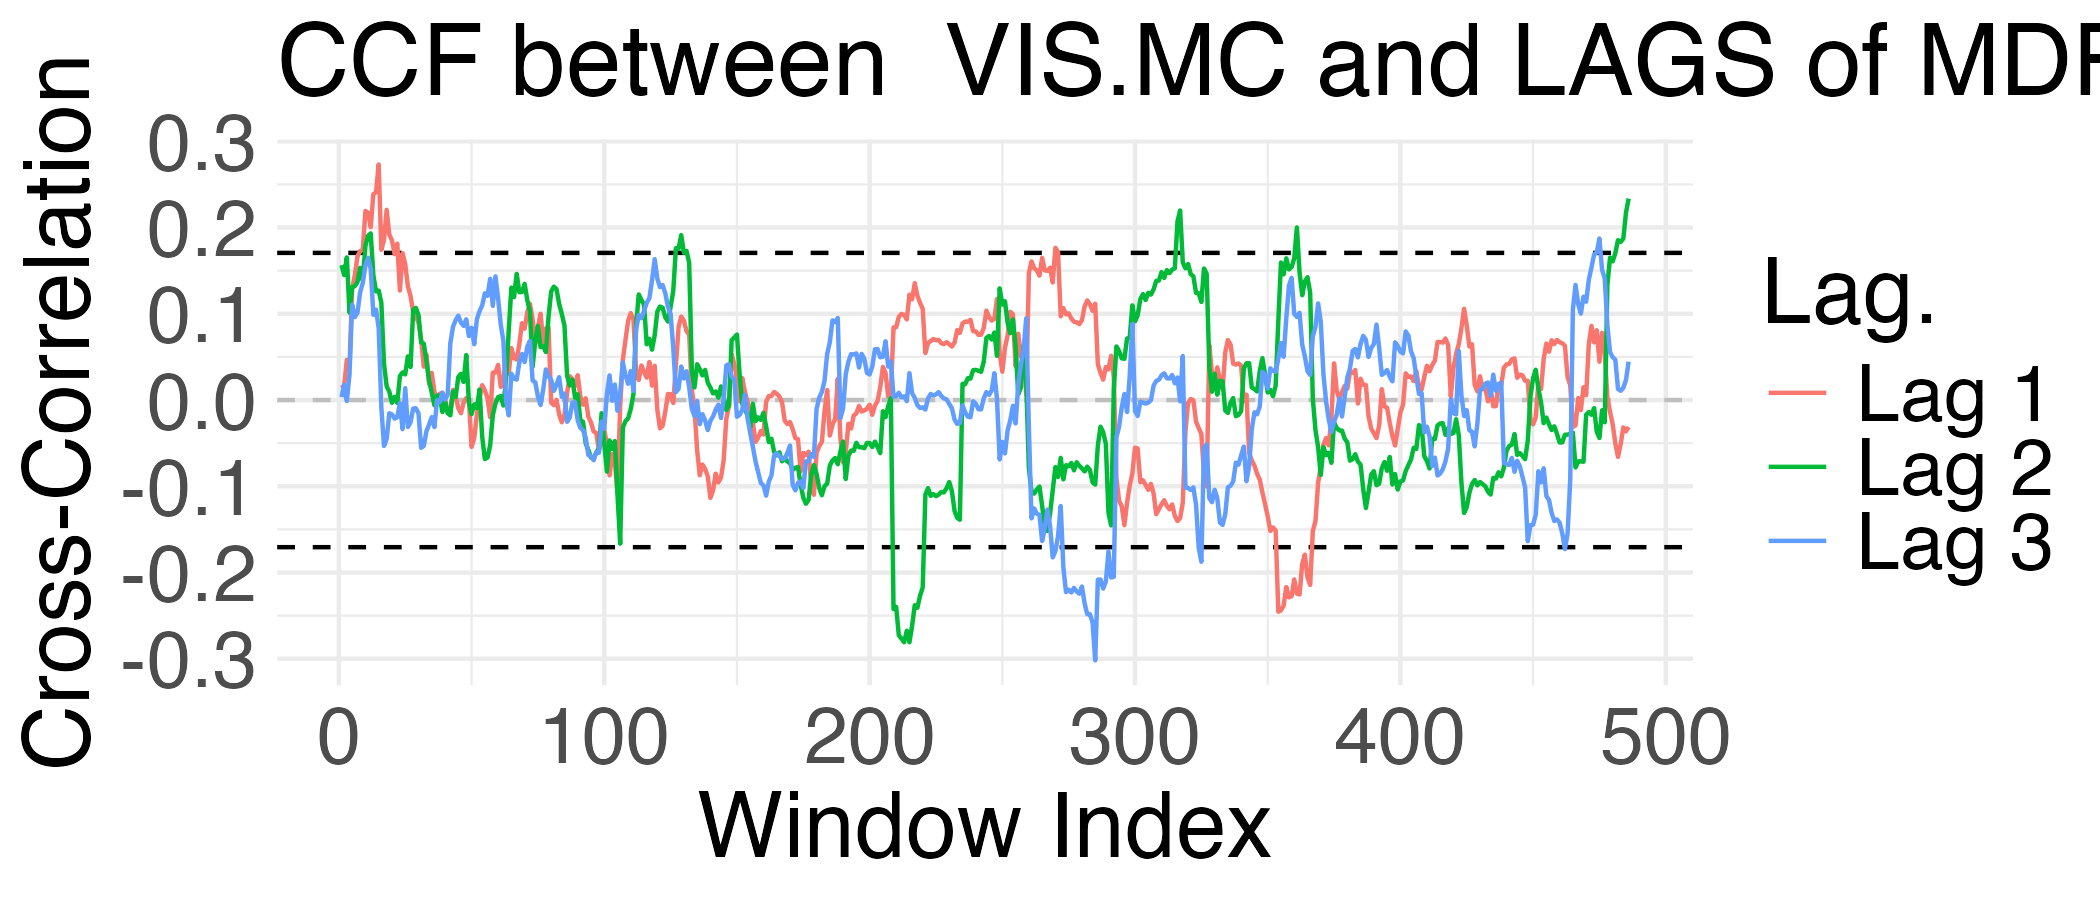 CCF between  VIS.MC and LAGS of MDF
Cross-Correlation
0.3
0.2
0.1
0.0
-0.1
-0.2
-0.3
0 100 200 300 400 500
Window Index
Lag.
Lag 1
Lag 2
Lag 3